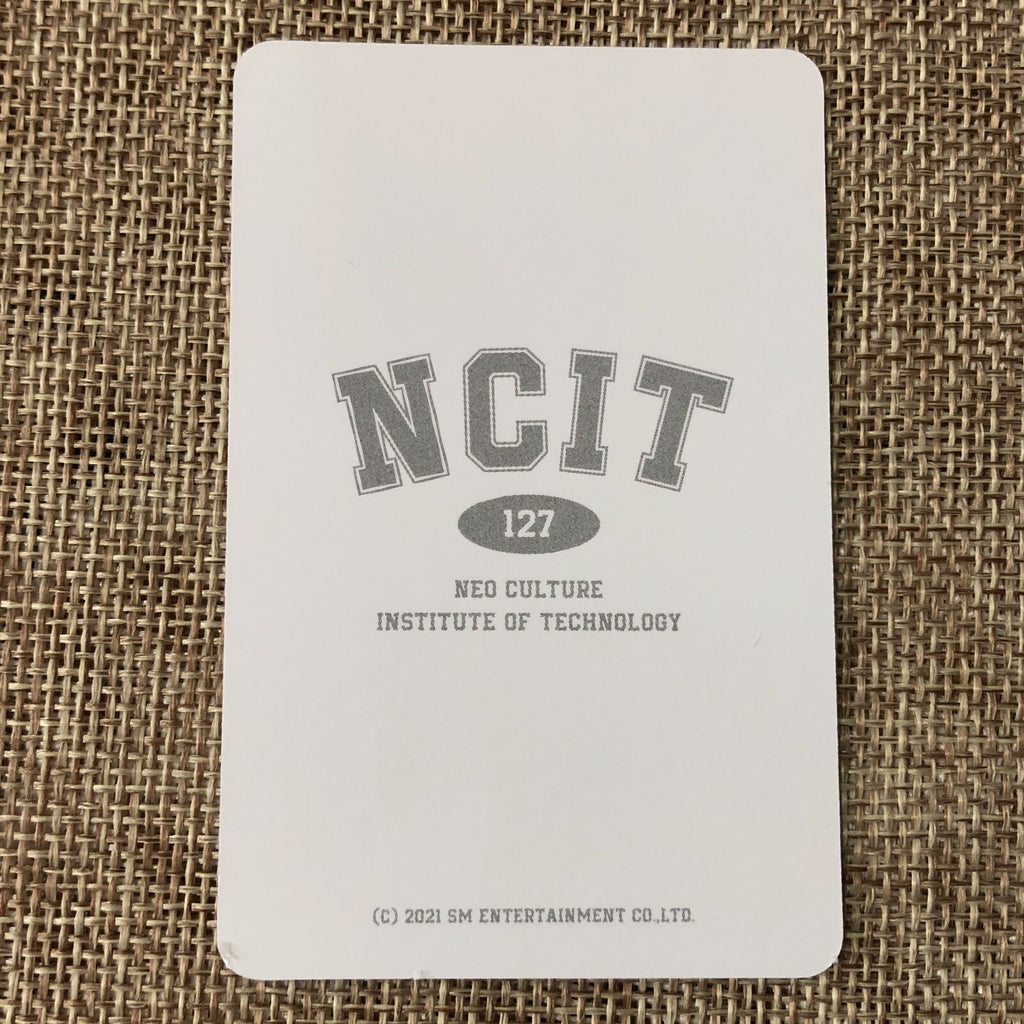 NCIT
127
NEO CULTURE
INSTITUTE OF TECHNOLOGY
(C) 2021 SM ENTERTAINMENT CO.,LTD.